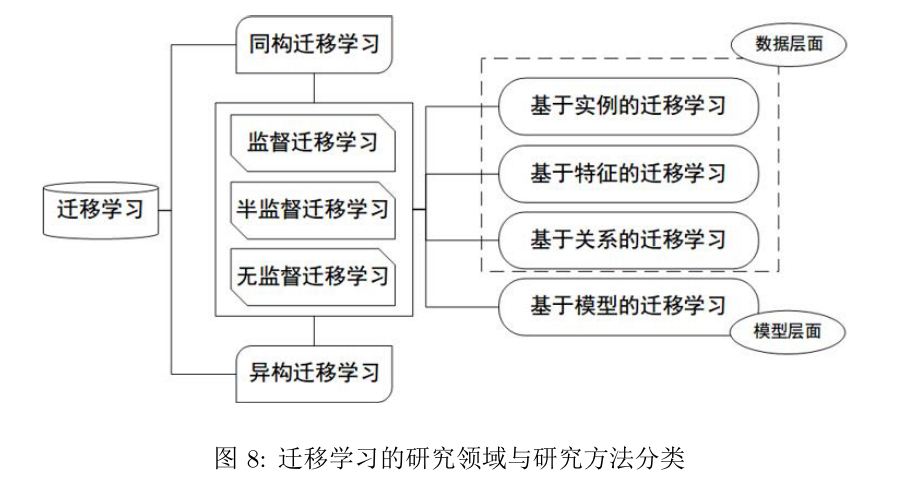 同构迁移学习
数据层面
基于实例的迁移学习
监督迁移学习
基于特征的迁移学习
迁移学习
半监督迁移学习
基于关系的迁移学习
无监督迁移学习
基于模型的迁移学习
模型层面
异构迁移学习
图 8: 迁移学习的研究领域与研究方法分类